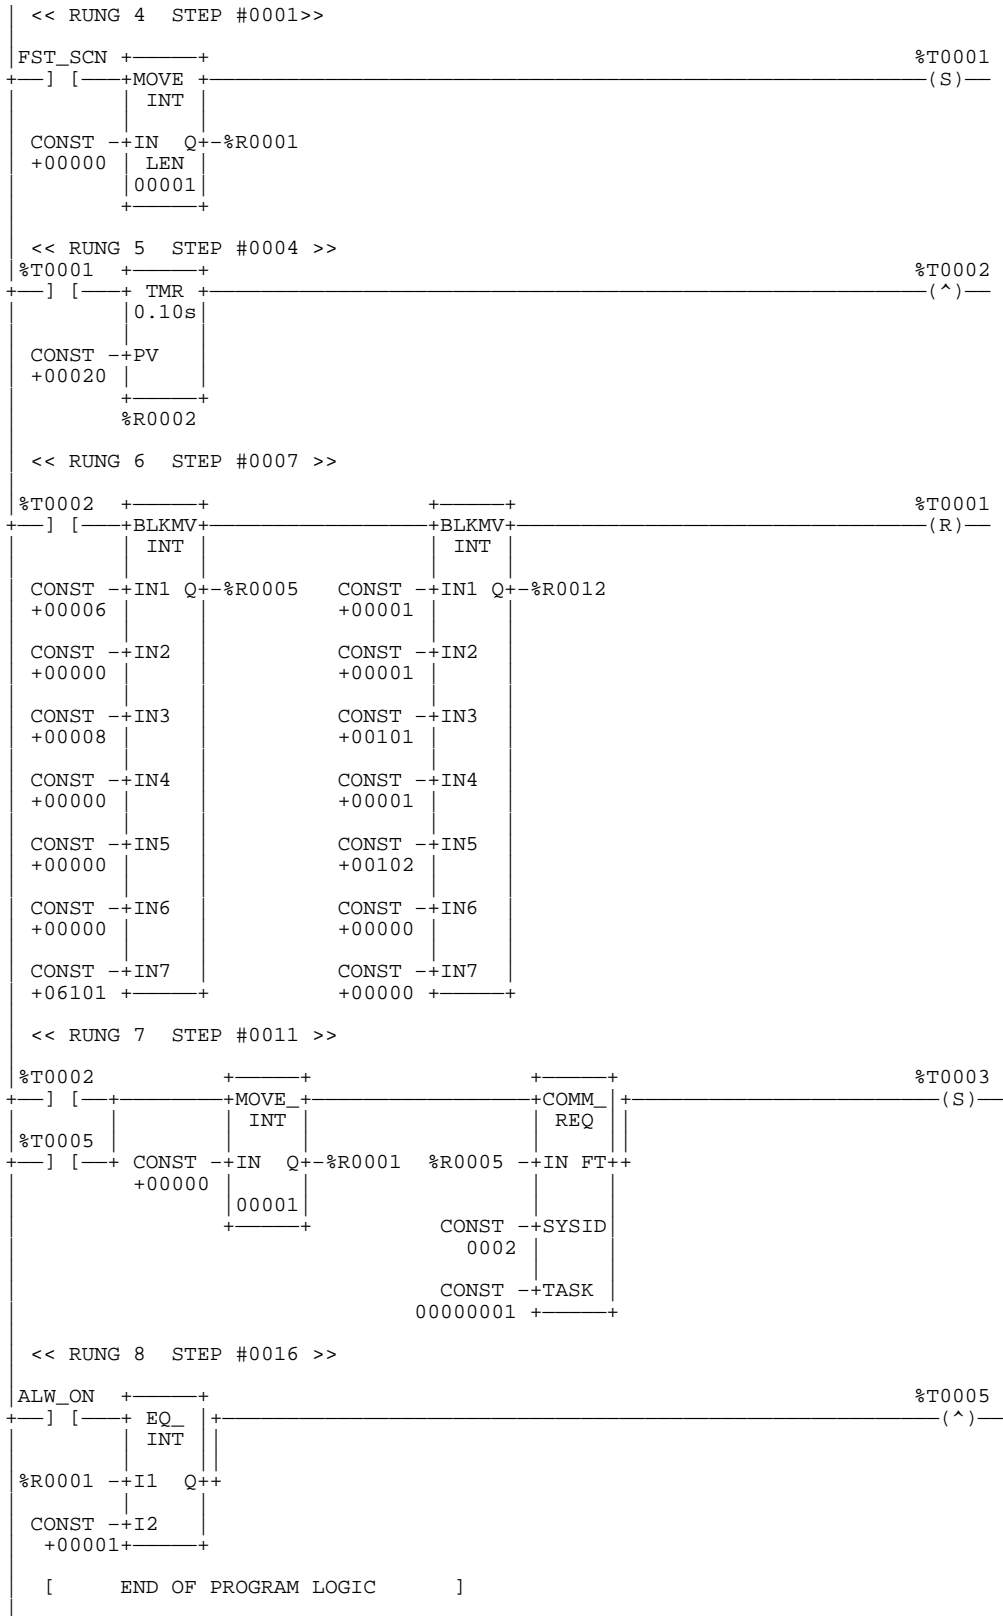 << RUNG 4 STEP #0001>>
FST_SCN %T0001
] [ MOVE (S)
INT
CONST IN Q %R0001
+00000 LEN
00001
<< RUNG 5 STEP #0004 >>
%T0001 %T0002
] [ TMR (^)
0.10s
CONST PV
+00020
%R0002
<< RUNG 6 STEP #0007 >>
%T0002 %T0001
] [ BLKMV BLKMV (R)
INT INT
CONST IN1 Q %R0005 CONST IN1 Q %R0012
+00006 +00001
CONST IN2 CONST IN2
+00000 +00001
CONST IN3 CONST IN3
+00008 +00101
CONST IN4 CONST IN4
+00000 +00001
CONST IN5 CONST IN5
+00000 +00102
CONST IN6 CONST IN6
+00000 +00000
CONST IN7 CONST IN7
+06101 +00000
<< RUNG 7 STEP #0011 >>
%T0002 %T0003
] [ MOVE_ COMM_ (S)
INT REQ
%T0005
] [ CONST IN Q %R0001 %R0005 IN FT
+00000
00001
CONST SYSID
0002
CONST TASK
00000001
<< RUNG 8 STEP #0016 >>
ALW_ON %T0005
] [ EQ_ (^)
INT
%R0001 I1 Q
CONST I2
+00001
[ END OF PROGRAM LOGIC ]